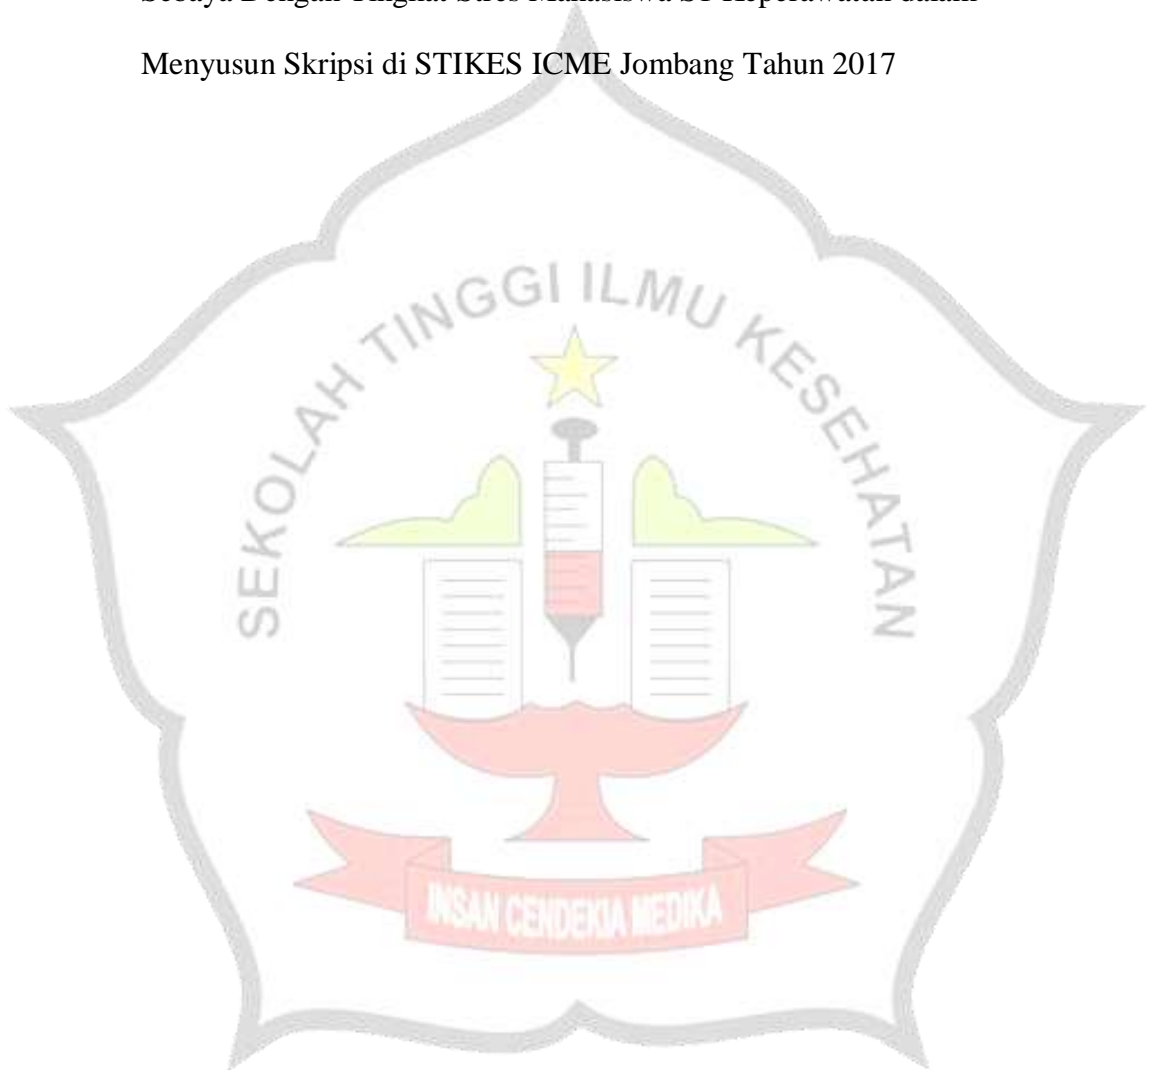 Sebaya Dengan Tingkat Stres Mahasiswa S1 Keperawatan dalam
Menyusun Skripsi di STIKES ICME Jombang Tahun 2017
SEKOLAH TINGGI ILMU KESEHATAN
INSAN CENDEKIA MEDIKA